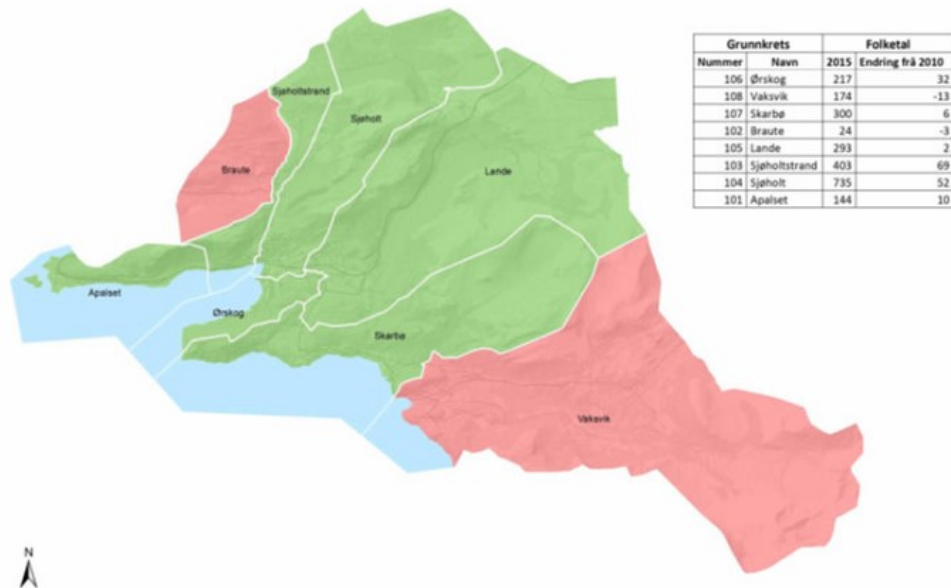 Grunnkrets Folketal
Nummer Navn 2015 Endring frå 2010
106 Ørskog 217 32
108 Vaksvik 174 -13
107 Skarbø 300 6
102 Braute 24 -3
105 Lande 293 2
103 Sjøholtstrand 403 69
104 Sjøholt 735 52
101 Apalset 144 10
Sjøholtstrand
Sjøholt
Braute
Lande
Apalset
Ørskog
Skarbø
Vaksvik
N